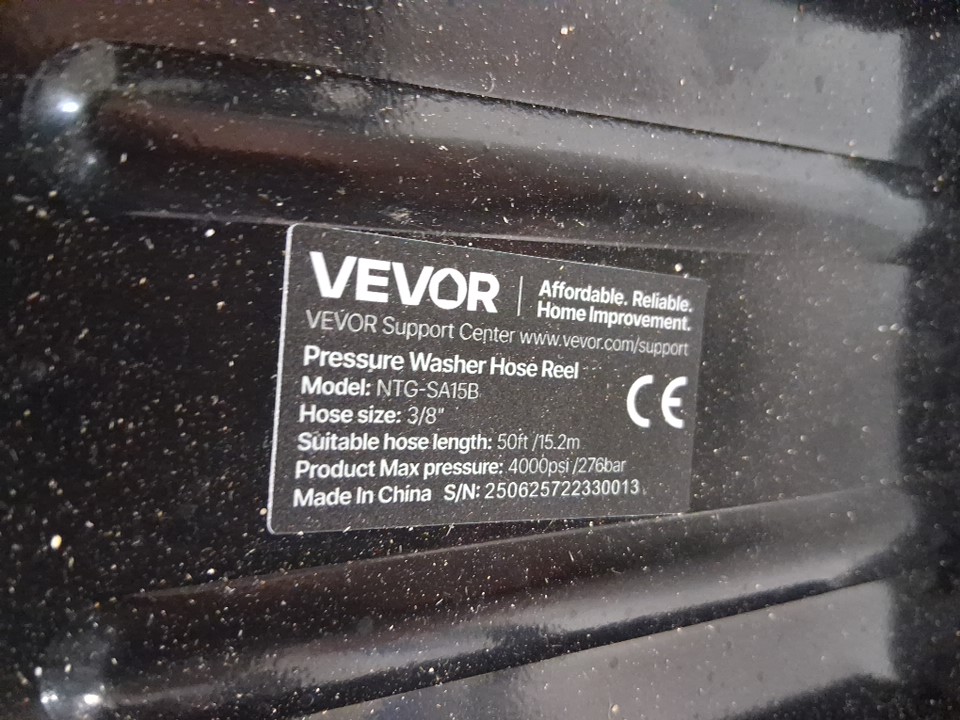 VEVOR
Affordable. Reliable.
Home Improvement.
VEVOR Support Center www.vevor.com/support
Pressure Washer Hose Reel
Model: NTG-SA15B
Hose size: 3/8"
Suitable hose length: 50ft /15.2m
Product Max pressure: 4000psi /276bar
Made In China S/N: 250625722330013
CE